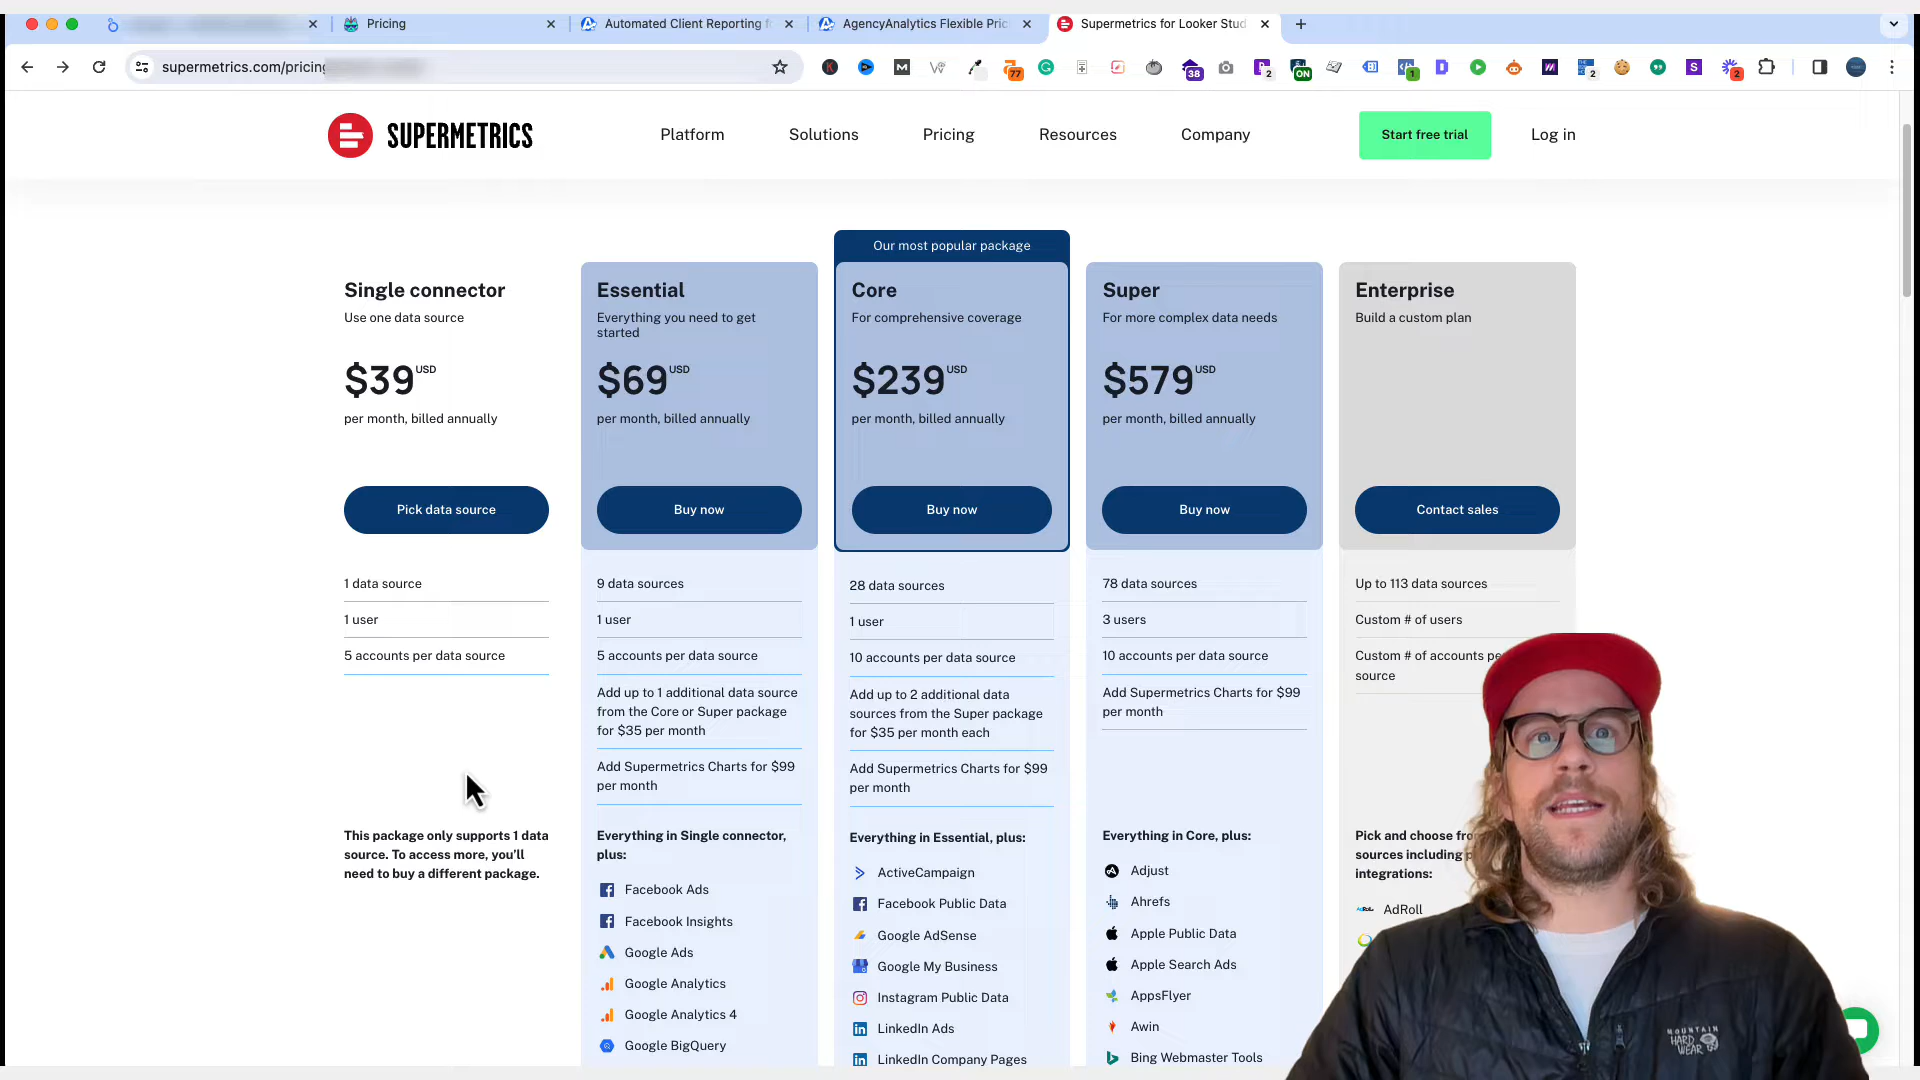 Pricing
Automated Client Reporting f
AgencyAnalytics Flexible Pric
Supermetrics for Looker Stud
supermetrics.com/pricing
77
38
2
ON
1
2
2
SUPERMETRICS
Platform
Solutions
Pricing
Resources
Company
Start free trial
Log in
Our most popular package
Single connector
Use one data source
$39 USD
per month, billed annually
Pick data source
1 data source
1 user
5 accounts per data source
This package only supports 1 data
source. To access more, you'll
need to buy a different package.
Essential
Everything you need to get
started
$69 USD
per month, billed annually
Buy now
9 data sources
1 user
5 accounts per data source
Add up to 1 additional data source
from the Core or Super package
for $35 per month
Add Supermetrics Charts for $99
per month
Everything in Single connector,
plus:
Facebook Ads
Facebook Insights
Google Ads
Google Analytics
Google Analytics 4
Google BigQuery
Core
For comprehensive coverage
$239 USD
per month, billed annually
Buy now
28 data sources
1 user
10 accounts per data source
Add up to 2 additional data
sources from the Super package
for $35 per month each
Add Supermetrics Charts for $99
per month
Everything in Essential, plus:
ActiveCampaign
Facebook Public Data
Google AdSense
Google My Business
Instagram Public Data
LinkedIn Ads
LinkedIn Company Pages
Super
For more complex data needs
$579 USD
per month, billed annually
Buy now
78 data sources
3 users
10 accounts per data source
Add Supermetrics Charts for $99
per month
Everything in Core, plus:
Adjust
Ahrefs
Apple Public Data
Apple Search Ads
AppsFlyer
Awin
Bing Webmaster Tools
Enterprise
Build a custom plan
Contact sales
Up to 113 data sources
Custom # of users
Custom # of accounts pe
source
Pick and choose fro
sources including
integrations:
AdRoll
MOUNTAIN
HARD
WEAR